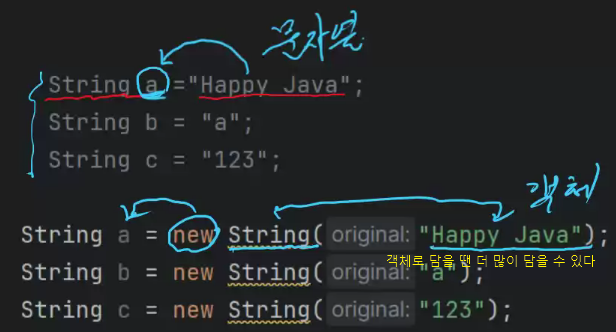 문자열
String a ="Happy Java";
String b = "a";
String c = "123";
객체
String a = new String( original: "Happy Java");
객체로 담을 땐 더 많이 담을 수 있다
String b = new String( original: "a");
String c = new String( original: "123");